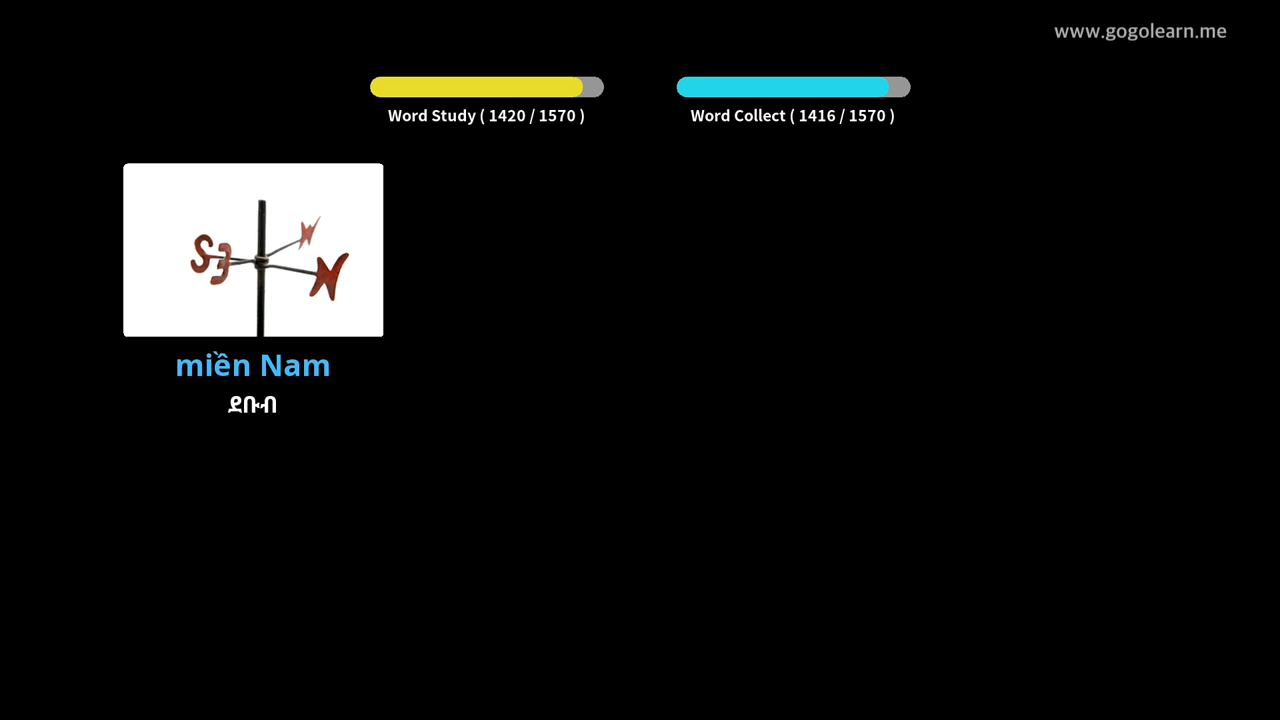 www.gogolearn.me
Word Study ( 1420 / 1570 )
Word Collect ( 1416 / 1570 )
S E N W
miền Nam
ደቡብ